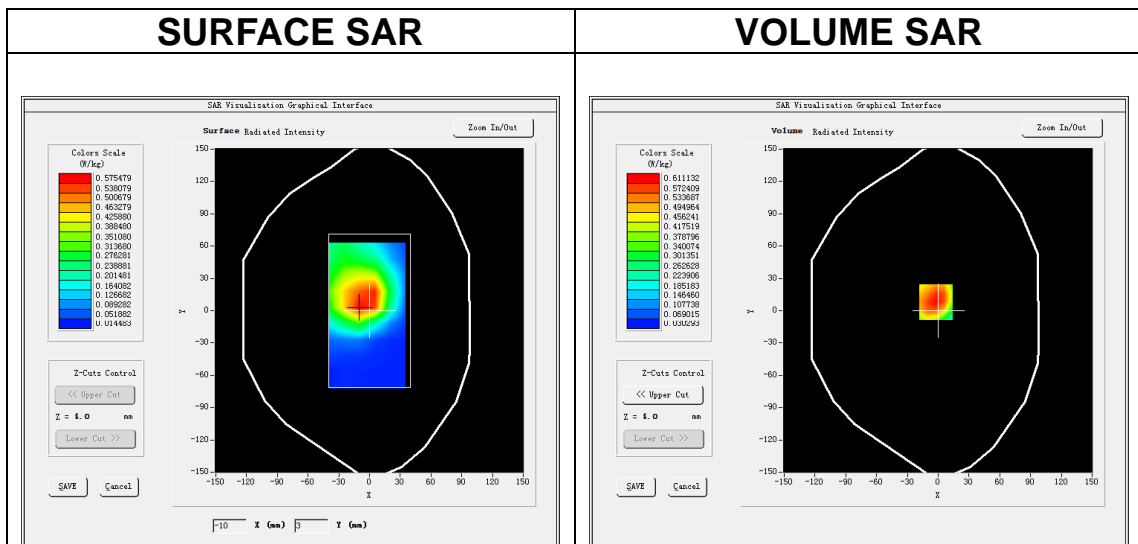 SURFACE SAR
VOLUME SAR
SAR Visualisation Graphical Interface
Surface Radiated Intensity
Zoom In/Out
Colors Scale
(W/kg)
0.575479
0.538079
0.500679
0.463279
0.425880
0.388480
0.351080
0.313680
0.276281
0.238881
0.201481
0.164082
0.126682
0.089282
0.051882
0.014483
150
120
90
60
30
0
-30
-60
-90
-120
-150
Y
-150 -120 -90 -60 -30 0 30 60 90 120 150
X
Z-Cuts Control
<< Upper Cut
Z = 4.0 mm
Lower Cut >>
SAVE Cancel
-10 X (mm) 3 Y (mm)
SAR Visualisation Graphical Interface
Volume Radiated Intensity
Zoom In/Out
Colors Scale
(W/kg)
0.611132
0.572409
0.533687
0.494964
0.456241
0.417519
0.378796
0.340074
0.301351
0.262628
0.223906
0.185183
0.146460
0.107738
0.069015
0.030293
150
120
90
60
30
0
-30
-60
-90
-120
-150
Y
-150 -120 -90 -60 -30 0 30 60 90 120 150
X
Z-Cuts Control
<< Upper Cut
Z = 4.0 mm
Lower Cut >>
SAVE Cancel